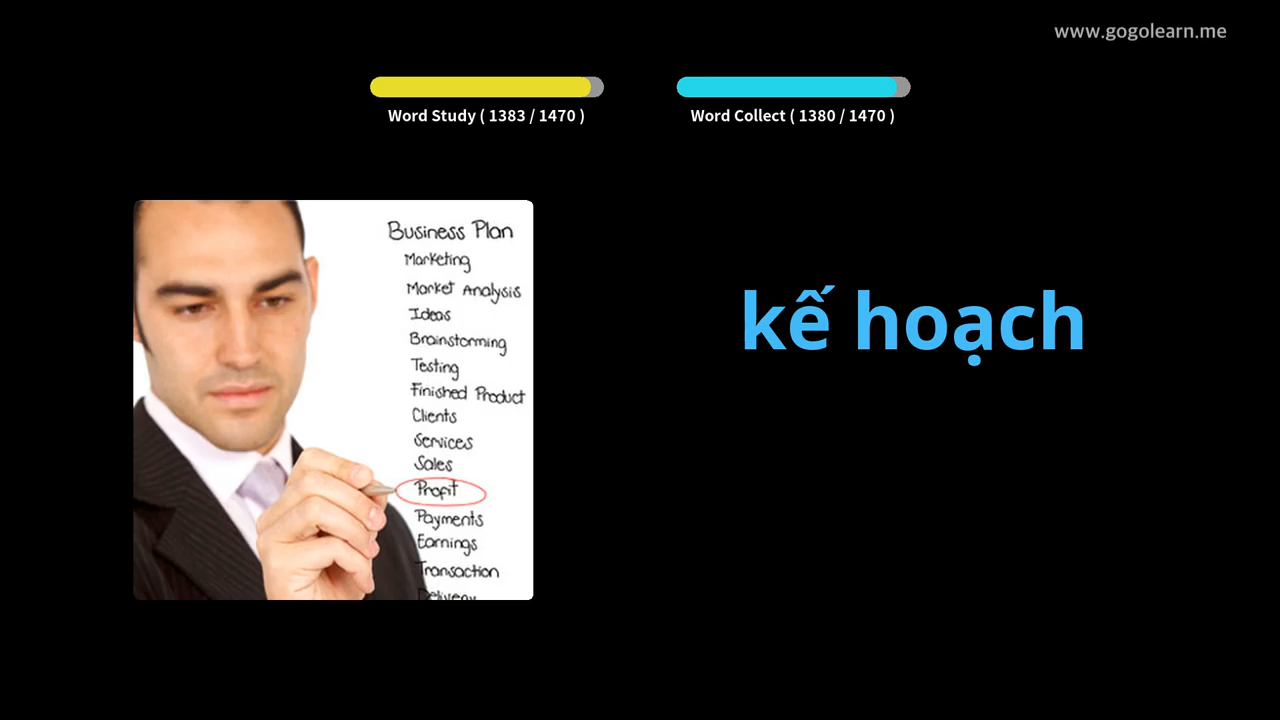 www.gogolearn.me
Word Study ( 1383 / 1470 )
Word Collect ( 1380 / 1470 )
Business Plan
Marketing
Market Analysis
Ideas
Brainstorming
Testing
Finished Product
Clients
Services
Sales
Profit
Payments
Earnings
Transaction
Delivery
kế hoạch